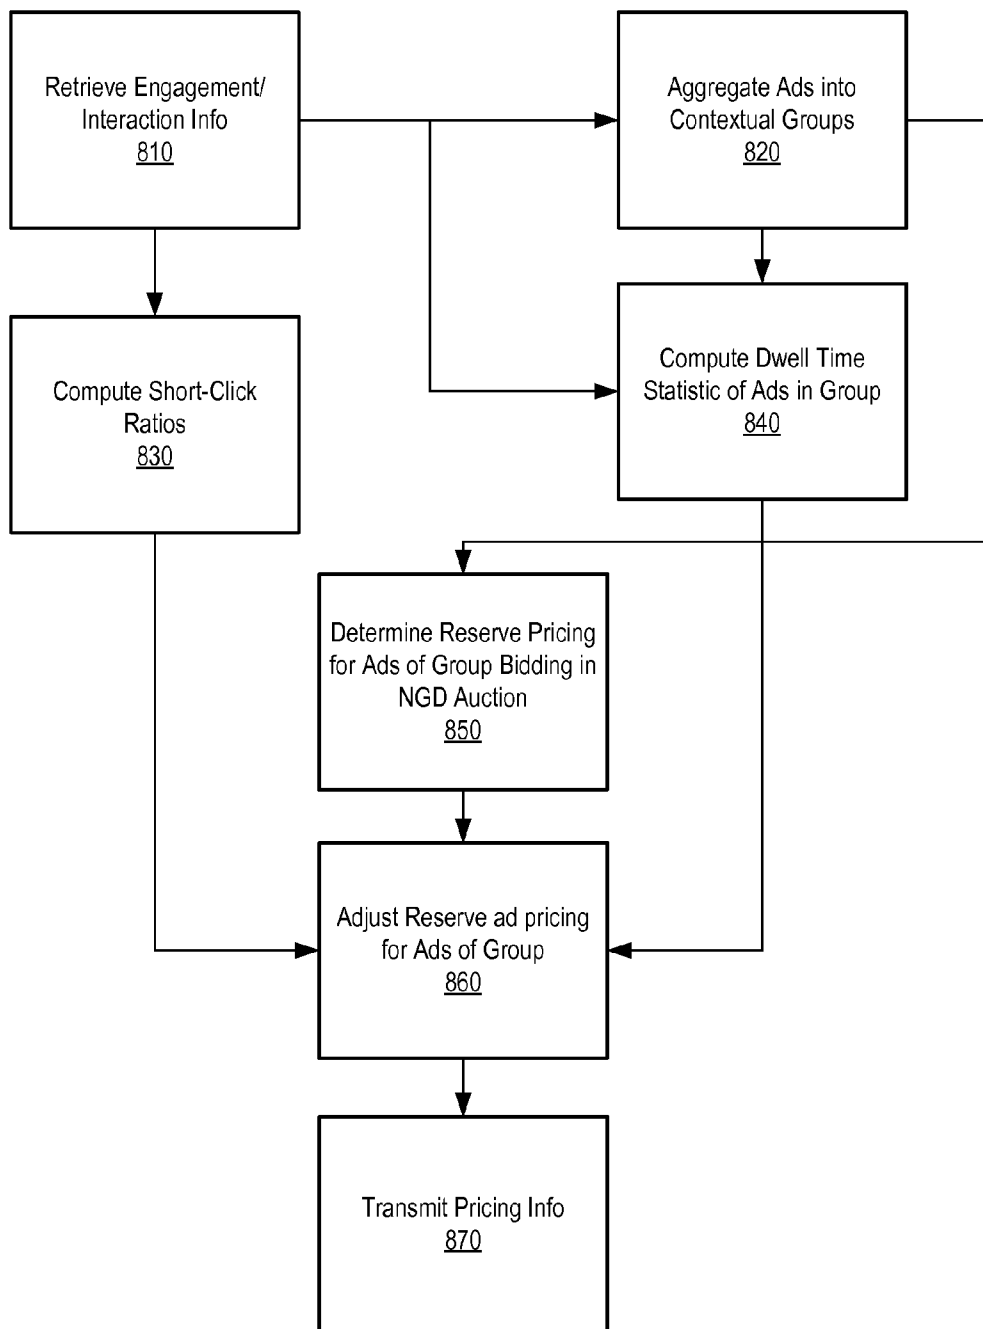 Retrieve Engagement/
Interaction Info
810
Aggregate Ads into
Contextual Groups
820
Compute Short-Click
Ratios
830
Compute Dwell Time
Statistic of Ads in Group
840
Determine Reserve Pricing
for Ads of Group Bidding in
NGD Auction
850
Adjust Reserve ad pricing
for Ads of Group
860
Transmit Pricing Info
870